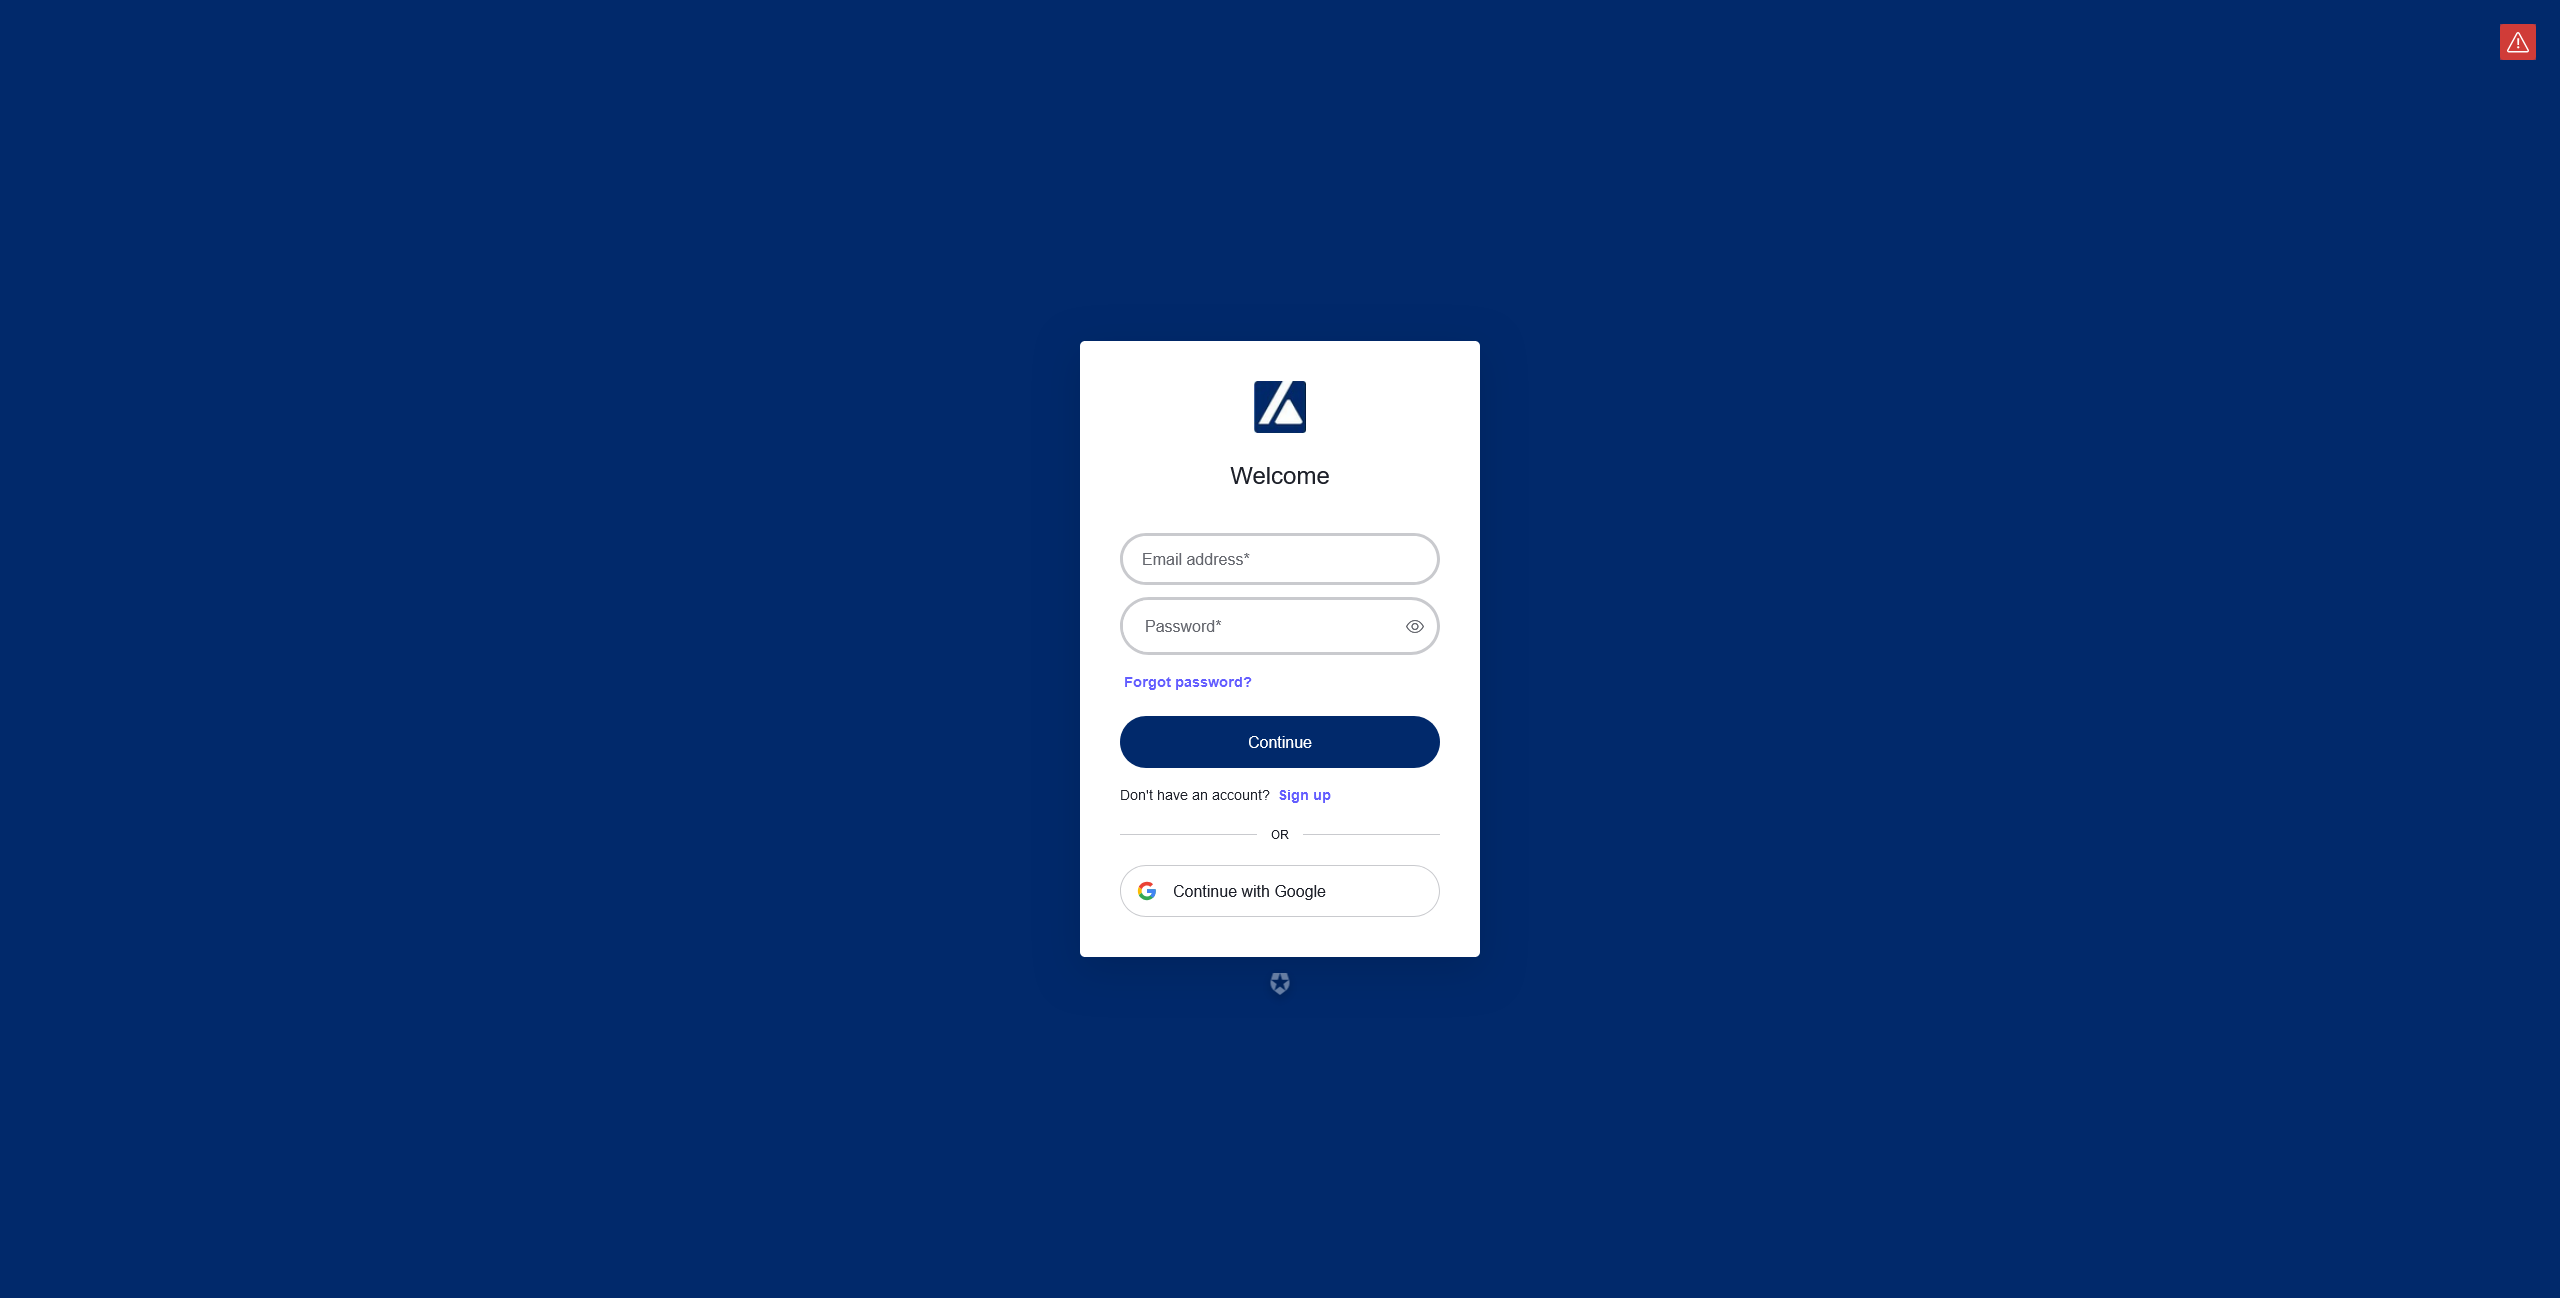 Welcome
Email address*
Password*
Forgot password?
Continue
Don't have an account? Sign up
OR
Continue with Google